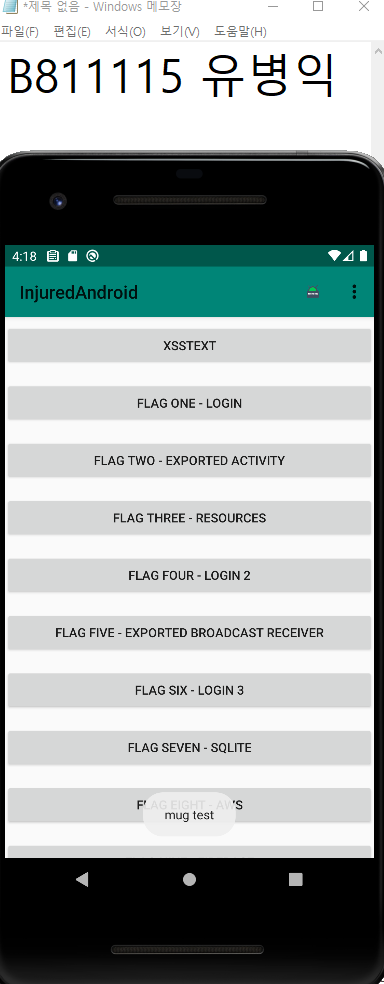 *제목 없음 - Windows 메모장
파일(F) 편집(E) 서식(O) 보기(V) 도움말(H)
B811115 유병익
4:18
InjuredAndroid
XSSTEXT
FLAG ONE - LOGIN
FLAG TWO - EXPORTED ACTIVITY
FLAG THREE - RESOURCES
FLAG FOUR - LOGIN 2
FLAG FIVE - EXPORTED BROADCAST RECEIVER
FLAG SIX - LOGIN 3
FLAG SEVEN - SQLITE
FLAG EIGHT - AWS
mug test